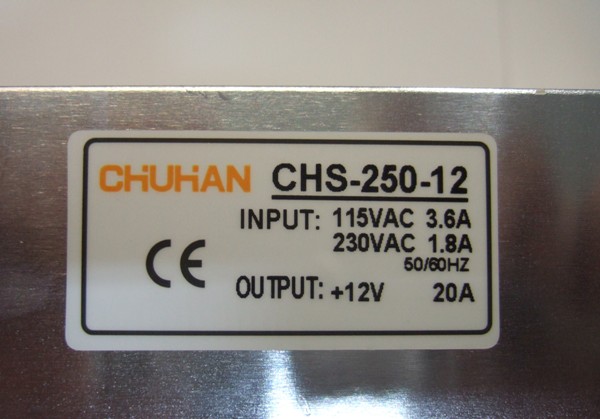 CHUHAN CHS-250-12
INPUT: 115VAC 3.6A
230VAC 1.8A
50/60HZ
CE
OUTPUT: +12V 20A